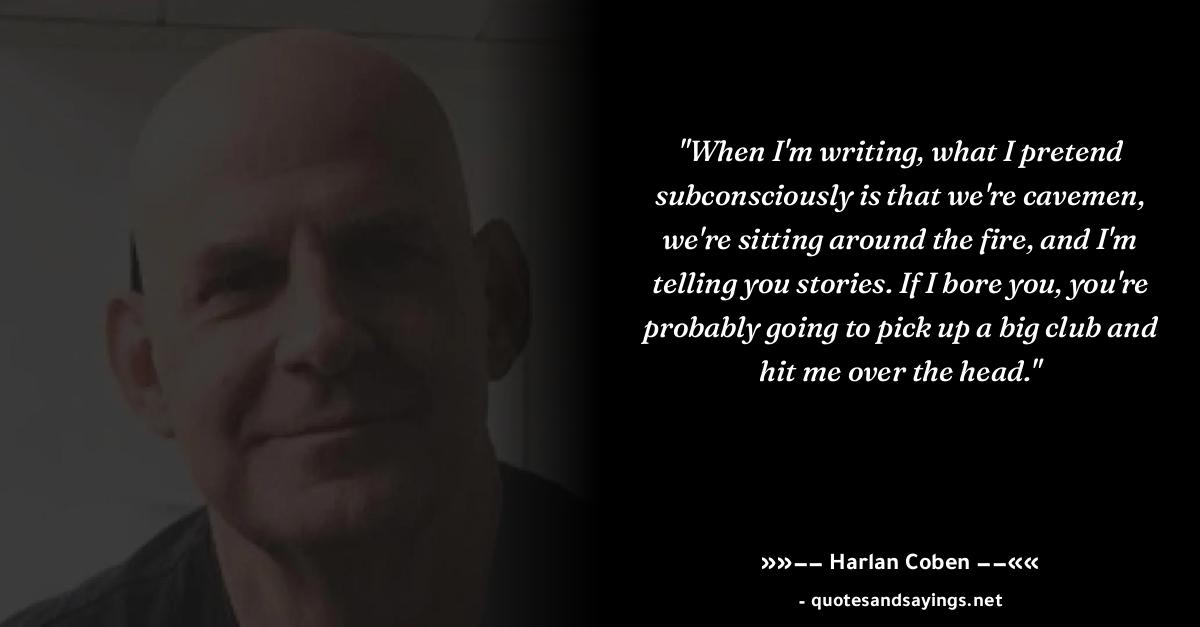 "When I'm writing, what I pretend
subconsciously is that we're cavemen,
we're sitting around the fire, and I'm
telling you stories. If I bore you, you're
probably going to pick up a big club and
hit me over the head."
»»–– Harlan Coben ––««
- quotesandsayings.net